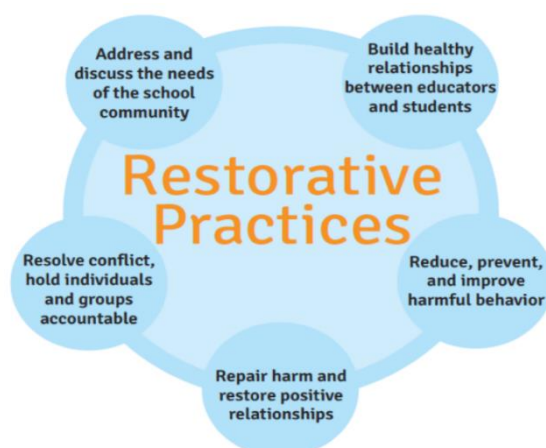 Address and
discuss the needs
of the school
community
Build healthy
relationships
between educators
and students
Restorative
Practices
Resolve conflict,
hold individuals
and groups
accountable
Reduce, prevent,
and improve
harmful behavior
Repair harm and
restore positive
relationships